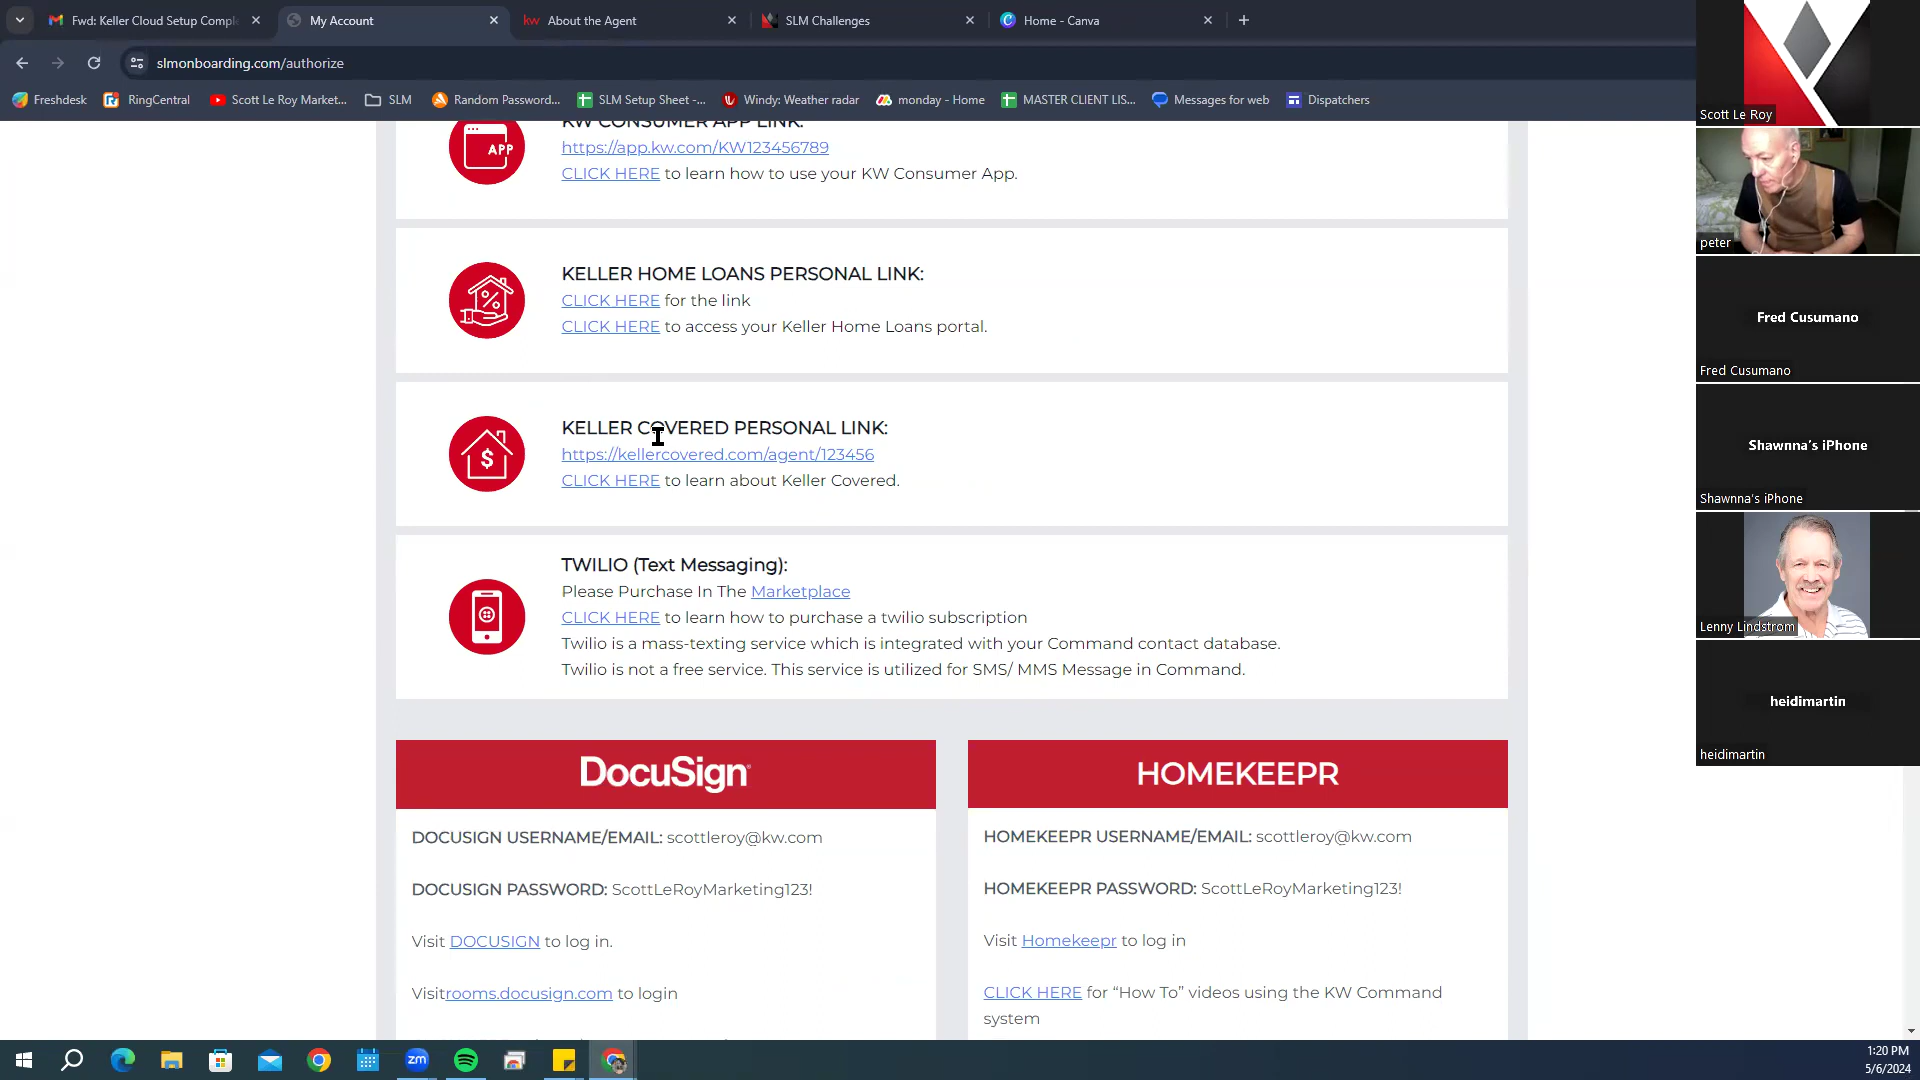 Fwd: Keller Cloud Setup Compl
My Account
kw About the Agent
SLM Challenges
Home - Canva
slmonboarding.com/authorize
Freshdesk
RingCentral
Scott Le Roy Market...
SLM
Random Password...
SLM Setup Sheet -...
Windy: Weather radar
monday - Home
MASTER CLIENT LIS...
Messages for web
Dispatchers
Scott Le Roy
peter
Fred Cusumano
Fred Cusumano
Shawnna's iPhone
Shawnna's iPhone
Lenny Lindstrom
heidimartin
heidimartin
KW CONSUMER APP LINK:
APP
https://app.kw.com/KW123456789
CLICK HERE to learn how to use your KW Consumer App.
KELLER HOME LOANS PERSONAL LINK:
CLICK HERE for the link
CLICK HERE to access your Keller Home Loans portal.
KELLER COVERED PERSONAL LINK:
https://kellercovered.com/agent/123456
CLICK HERE to learn about Keller Covered.
TWILIO (Text Messaging):
Please Purchase In The Marketplace
CLICK HERE to learn how to purchase a twilio subscription
Twilio is a mass-texting service which is integrated with your Command contact database.
Twilio is not a free service. This service is utilized for SMS/ MMS Message in Command.
DocuSign
DOCUSIGN USERNAME/EMAIL: scottleroy@kw.com
DOCUSIGN PASSWORD: ScottLeRoyMarketing123!
Visit DOCUSIGN to log in.
Visitrooms.docusign.com to login
HOMEKEEPR
HOMEKEEPR USERNAME/EMAIL: scottleroy@kw.com
HOMEKEEPR PASSWORD: ScottLeRoyMarketing123!
Visit Homekeepr to log in
CLICK HERE for “How To” videos using the KW Command
system
zm
1:20 PM
5/6/2024